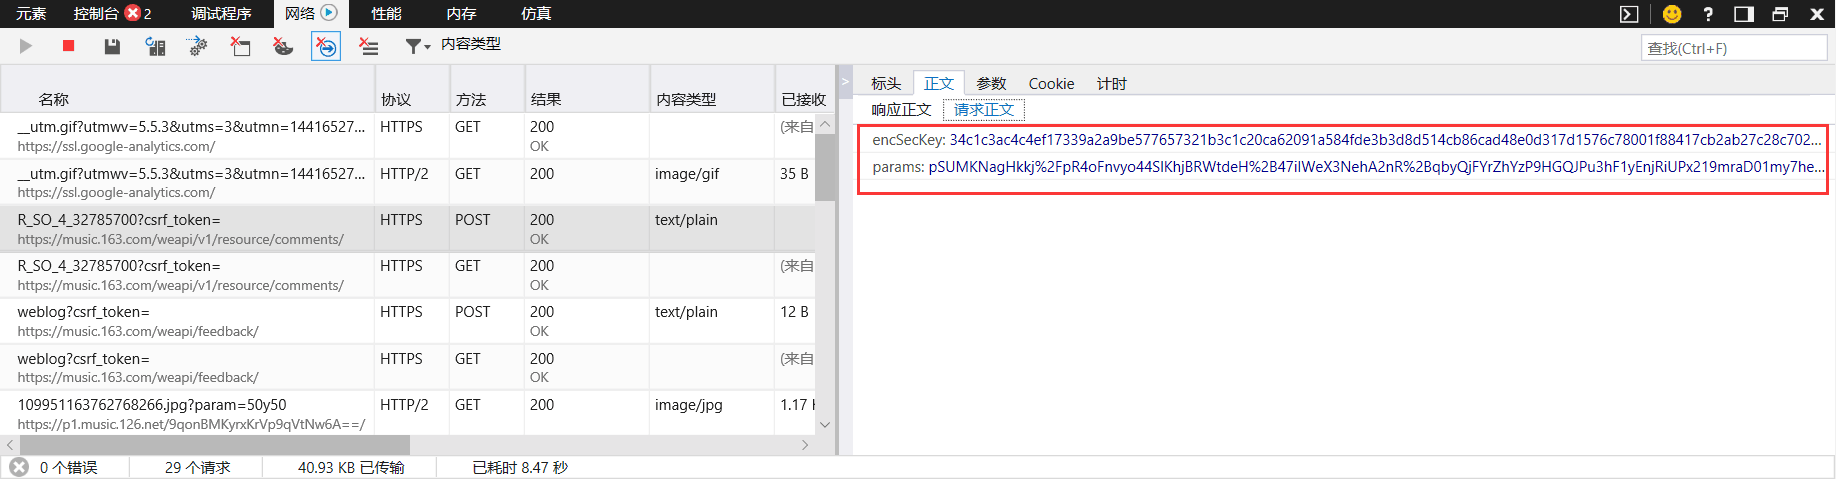 元素 控制台 2 调试程序 网络 性能 内存 仿真
内容类型 查找(Ctrl+F)
标头 正文 参数 Cookie 计时
名称 协议 方法 结果 内容类型 已接收
响应正文 请求正文
__utm.gif?utmwv=5.5.3&utms=3&utmn=14416527... HTTPS GET 200 (来自
https://ssl.google-analytics.com/ OK
encSecKey: 34c1c3ac4c4ef17339a2a9be577657321b3c1c20ca62091a584fde3b3d8d514cb86cad48e0d317d1576c78001f88417cb2ab27c28c702...
params: pSUMKNagHkkj%2FpR4oFnvyo44SIKhjBRWtdeH%2B47ilWeX3NehA2nR%2BqbyQjFYrZhYzP9HGQJPu3hF1yEnjRiUPx219mraD01my7he...
__utm.gif?utmwv=5.5.3&utms=3&utmn=14416527... HTTP/2 GET 200 image/gif 35 B
https://ssl.google-analytics.com/
R_SO_4_32785700?csrf_token= HTTPS POST 200 text/plain
https://music.163.com/weapi/v1/resource/comments/ OK
R_SO_4_32785700?csrf_token= HTTPS GET 200 (来自
https://music.163.com/weapi/v1/resource/comments/ OK
weblog?csrf_token= HTTPS POST 200 text/plain 12 B
https://music.163.com/weapi/feedback/ OK
weblog?csrf_token= HTTPS GET 200 (来自
https://music.163.com/weapi/feedback/ OK
109951163762768266.jpg?param=50y50 HTTP/2 GET 200 image/jpg 1.17
https://p1.music.126.net/9qonBMKyrxKrVp9qVtNw6A==/
0 个错误 29 个请求 40.93 KB 已传输 已耗时 8.47 秒